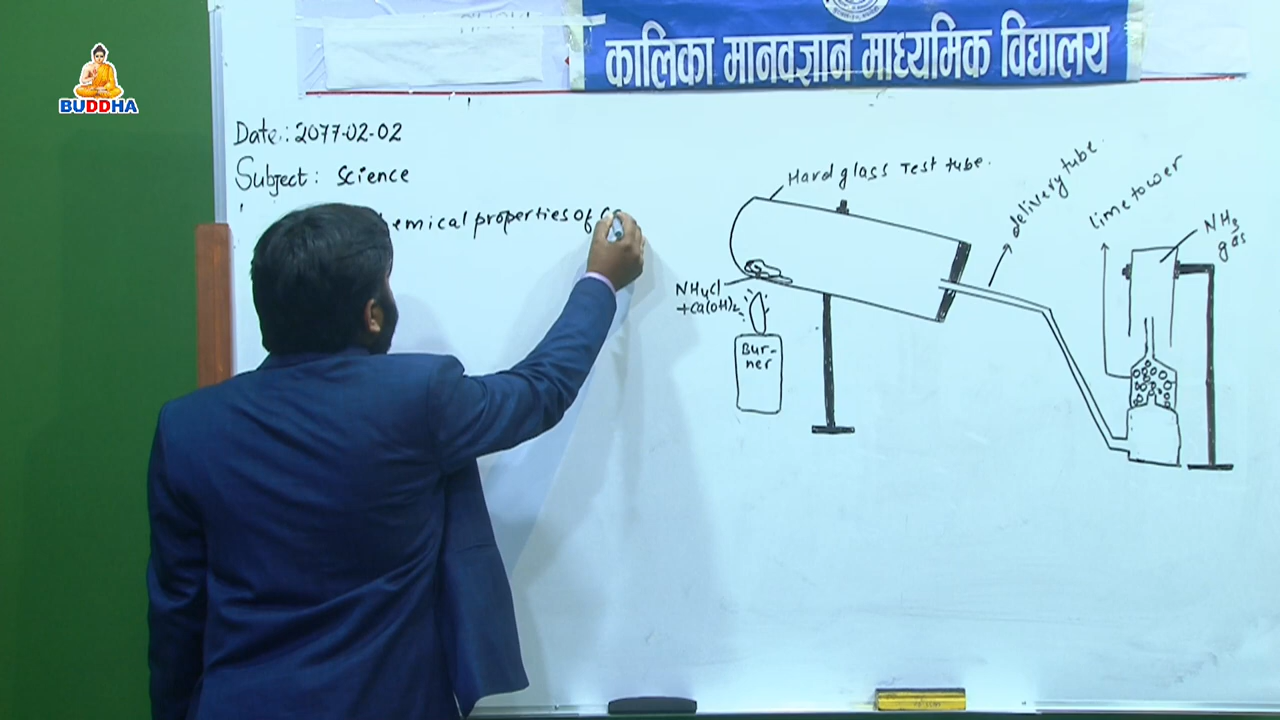 BUDDHA
कालिका मानवज्ञान माध्यमिक विद्यालय
Date: 2077-02-02
Subject: Science
hemical properties of
Hard glass Test tube.
delivery tube.
lime tower
NH3
gas
NH4Cl
+Ca(OH)2
Bur-
ner